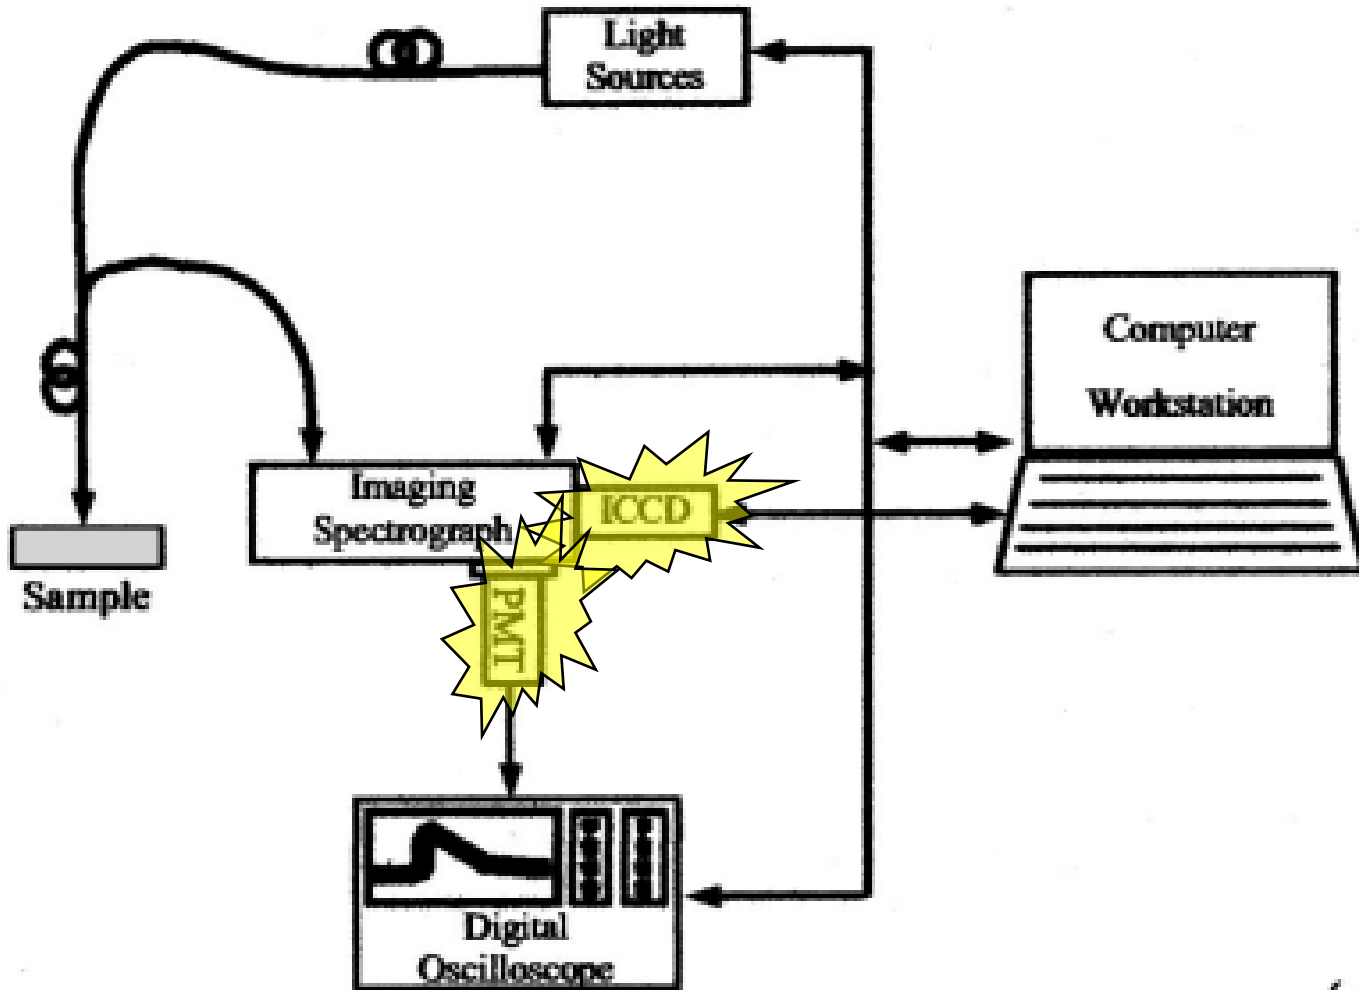 Light
Sources
Computer
Workstation
Imaging
Spectrograph
ICCD
Sample
PMT
Digital
Oscilloscope